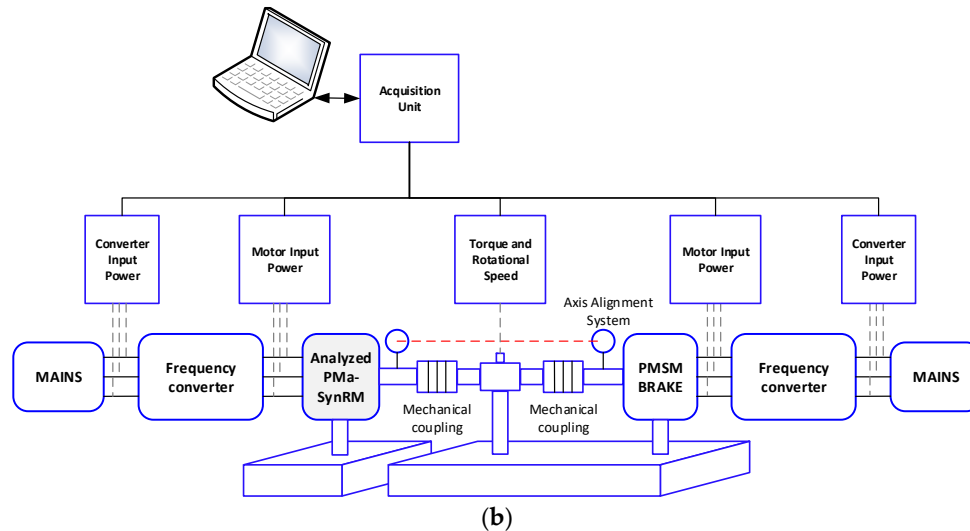 Acquisition
Unit
Converter
Input
Power
Motor Input
Power
Torque and
Rotational
Speed
Motor Input
Power
Converter
Input
Power
Axis Alignment
System
MAINS
Frequency
converter
Analyzed
PMa-
SynRM
Mechanical
coupling
Mechanical
coupling
PMSM
BRAKE
Frequency
converter
MAINS
(b)